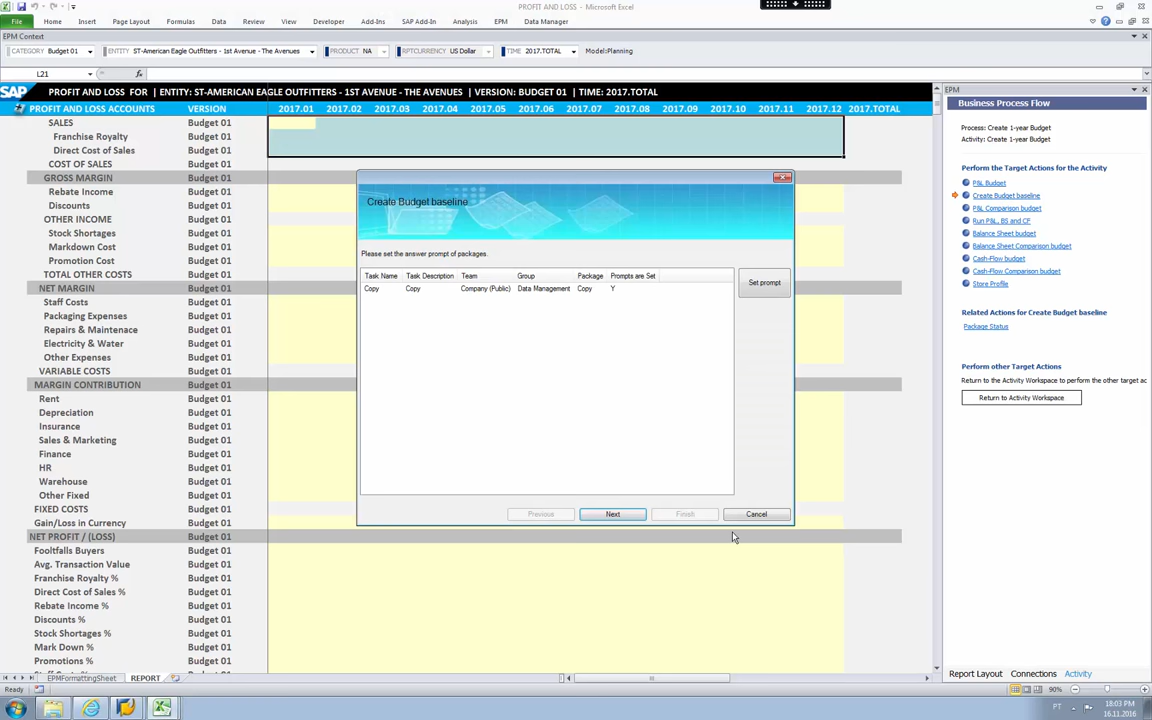 PROFIT AND LOSS - Microsoft Excel
File Home Insert Page Layout Formulas Data Review View Developer Add-Ins SAP Add-In Analysis EPM Data Manager
EPM Context
CATEGORY Budget 01 ENTITY ST-American Eagle Outfitters - 1st Avenue - The Avenues PRODUCT NA RPTCURRENCY US Dollar TIME 2017.TOTAL Model:Planning
L21 fx
SAP PROFIT AND LOSS FOR | ENTITY: ST-AMERICAN EAGLE OUTFITTERS - 1ST AVENUE - THE AVENUES | VERSION: BUDGET 01 | TIME: 2017.TOTAL
PROFIT AND LOSS ACCOUNTS VERSION 2017.01 2017.02 2017.03 2017.04 2017.05 2017.06 2017.07 2017.08 2017.09 2017.10 2017.11 2017.12 2017.TOTAL
SALES Budget 01
Franchise Royalty Budget 01
Direct Cost of Sales Budget 01
COST OF SALES Budget 01
GROSS MARGIN Budget 01
Rebate Income Budget 01
Discounts Budget 01
OTHER INCOME Budget 01
Stock Shortages Budget 01
Markdown Cost Budget 01
Promotion Cost Budget 01
TOTAL OTHER COSTS Budget 01
NET MARGIN Budget 01
Staff Costs Budget 01
Packaging Expenses Budget 01
Repairs & Maintenace Budget 01
Electricity & Water Budget 01
Other Expenses Budget 01
VARIABLE COSTS Budget 01
MARGIN CONTRIBUTION Budget 01
Rent Budget 01
Depreciation Budget 01
Insurance Budget 01
Sales & Marketing Budget 01
Finance Budget 01
HR Budget 01
Warehouse Budget 01
Other Fixed Budget 01
FIXED COSTS Budget 01
Gain/Loss in Currency Budget 01
NET PROFIT / (LOSS) Budget 01
Footfalls Buyers Budget 01
Avg. Transaction Value Budget 01
Franchise Royalty % Budget 01
Direct Cost of Sales % Budget 01
Rebate Income % Budget 01
Discounts % Budget 01
Stock Shortages % Budget 01
Mark Down % Budget 01
Promotions % Budget 01
Create Budget baseline
Please set the answer prompt of packages.
Task Name Task Description Team Group Package Prompts are Set
Copy Copy Company (Public) Data Management Copy Y
Set prompt
Previous Next Finish Cancel
EPM
Business Process Flow
Process: Create 1-year Budget
Activity: Create 1-year Budget
Perform the Target Actions for the Activity
P&L Budget
Create Budget baseline
P&L Comparison budget
Run P&L, BS and CF
Balance Sheet budget
Balance Sheet Comparison budget
Cash-Flow budget
Cash-Flow Comparison budget
Store Profile
Related Actions for Create Budget baseline
Package Status
Perform other Target Actions
Return to the Activity Workspace to perform the other target ac
Return to Activity Workspace
Report Layout Connections Activity
EPMFormattingSheet REPORT
Ready 90%
PT 18:03 PM
16.11.2016